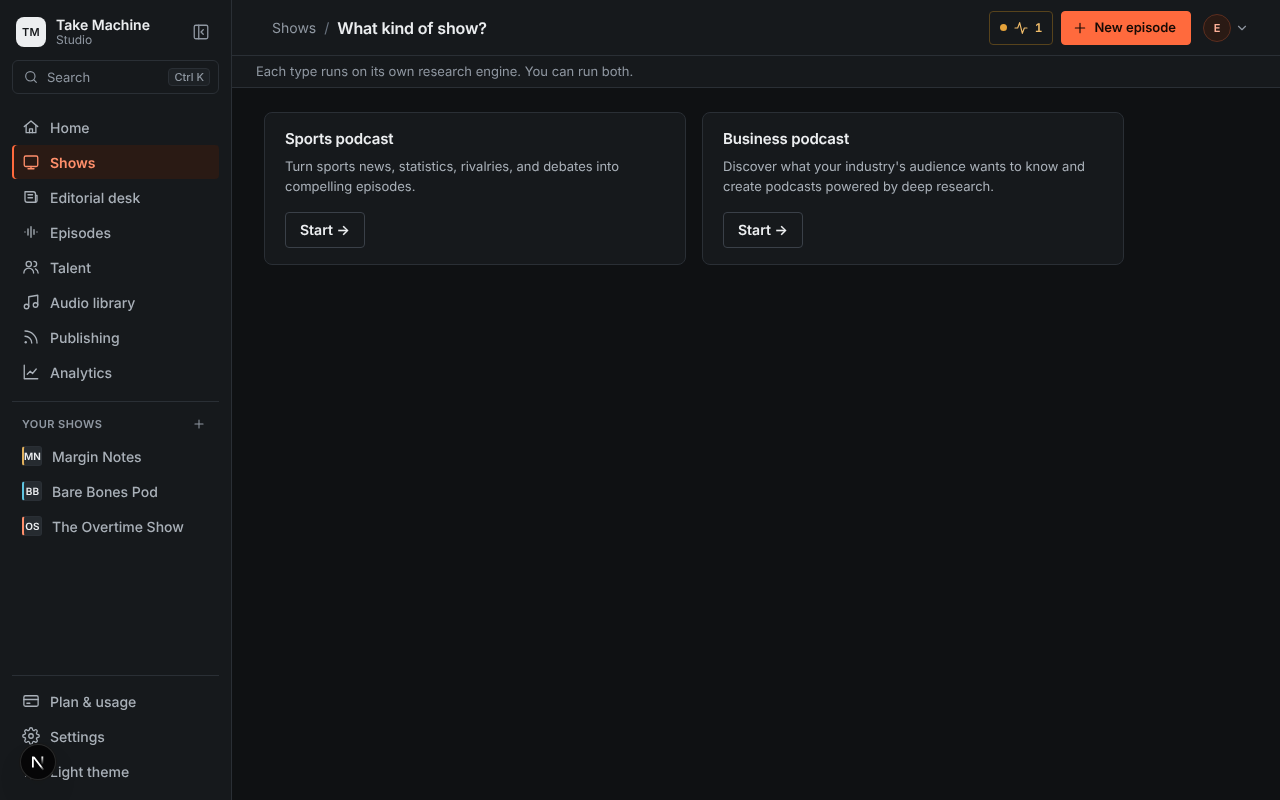 TM
Take Machine
Studio
Search
Ctrl K
Home
Shows
Editorial desk
Episodes
Talent
Audio library
Publishing
Analytics
YOUR SHOWS
MN Margin Notes
BB Bare Bones Pod
OS The Overtime Show
Plan & usage
Settings
N
Light theme
Shows / What kind of show?
1
+ New episode
E
Each type runs on its own research engine. You can run both.
Sports podcast
Turn sports news, statistics, rivalries, and debates into
compelling episodes.
Start →
Business podcast
Discover what your industry's audience wants to know and
create podcasts powered by deep research.
Start →